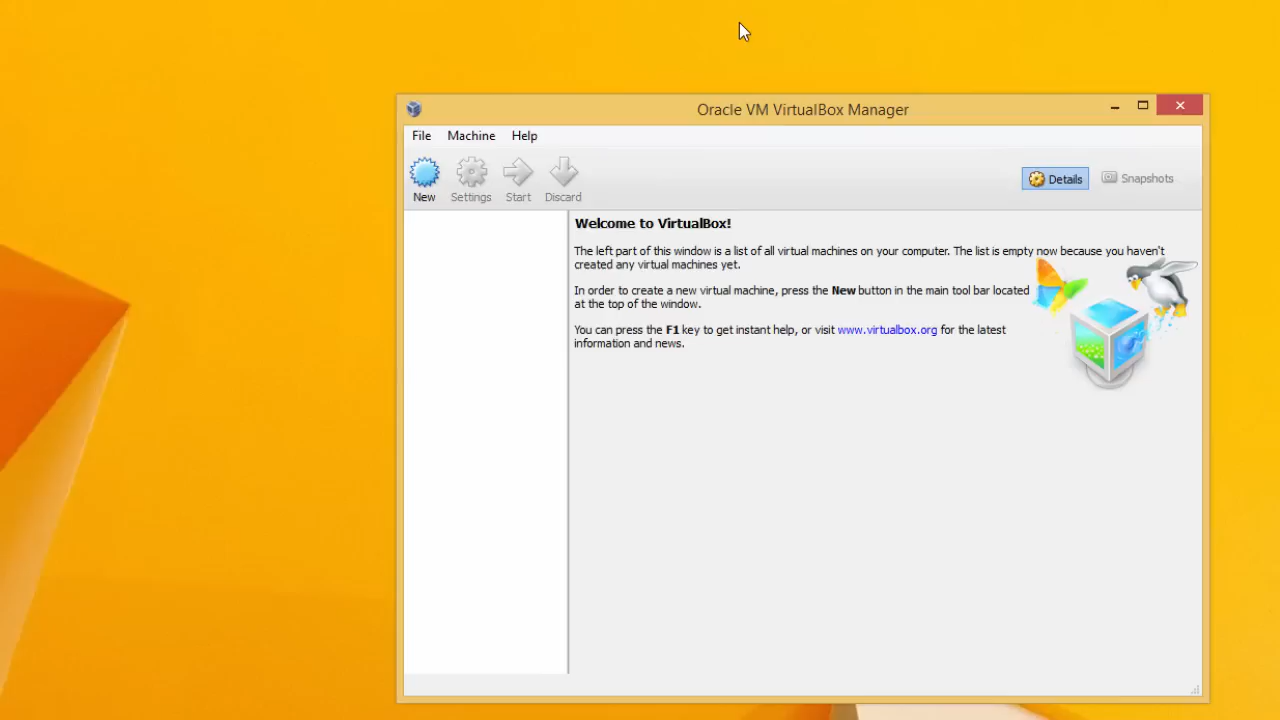 Oracle VM VirtualBox Manager
File Machine Help
New Settings Start Discard
Details Snapshots
Welcome to VirtualBox!
The left part of this window is a list of all virtual machines on your computer. The list is empty now because you haven't
created any virtual machines yet.
In order to create a new virtual machine, press the New button in the main tool bar located
at the top of the window.
You can press the F1 key to get instant help, or visit www.virtualbox.org for the latest
information and news.